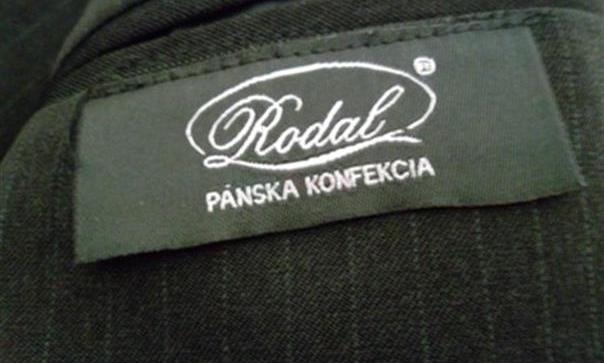 Rodal ®
PÁNSKA KONFEKCIA